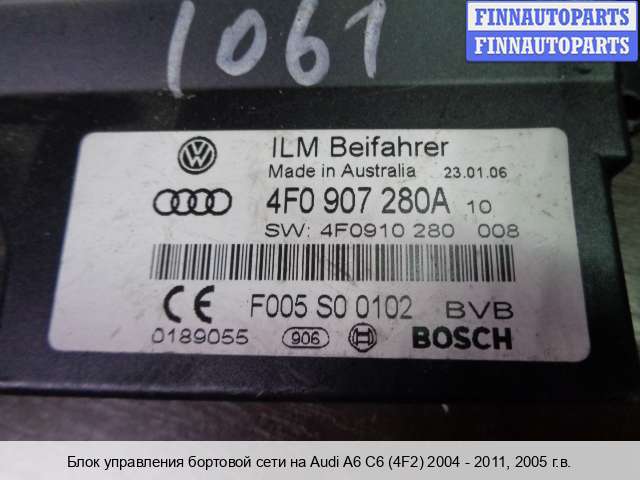 FINNAUTOPARTS
FINNAUTOPARTS
1061
ILM Beifahrer
Made in Australia 23.01.06
4F0 907 280A 10
SW: 4F0910 280 008
F005 S0 0102 BVB
0189055 906 BOSCH
Блок управления бортовой сети на Audi A6 C6 (4F2) 2004 - 2011, 2005 г.в.